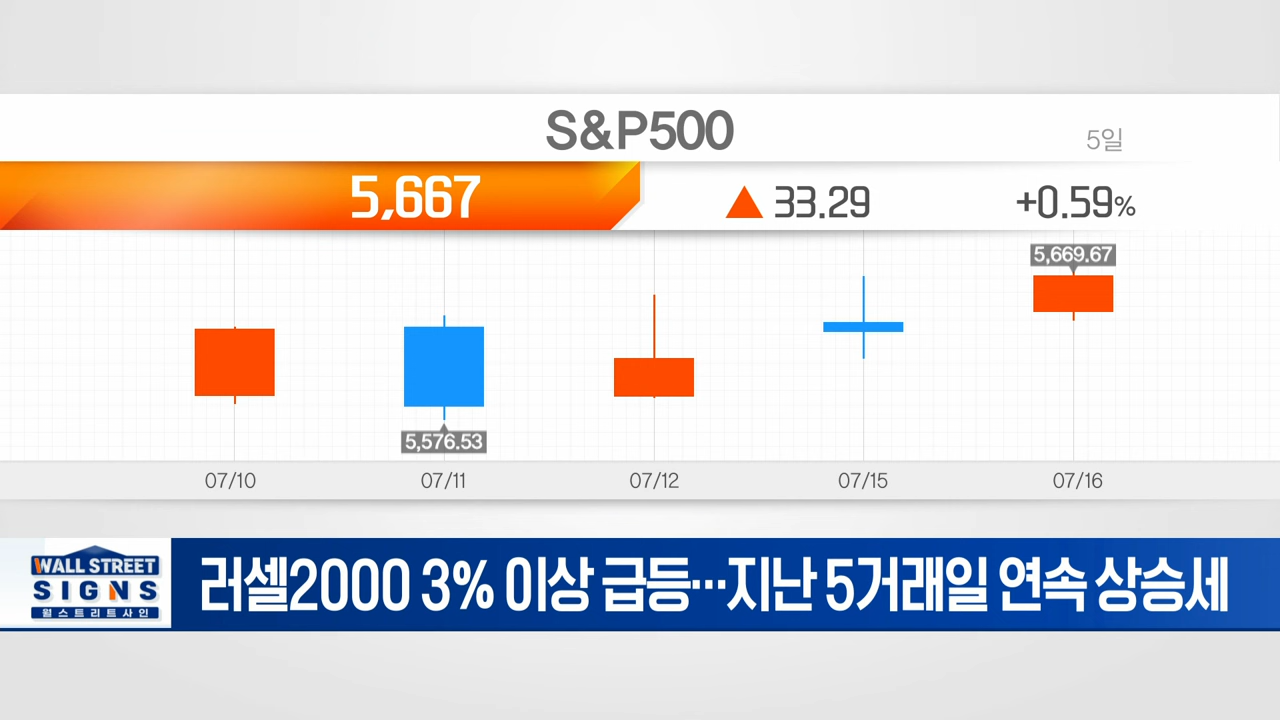 S&P500
5일
5,667
▲ 33.29
+0.59%
5,669.67
5,576.53
07/10
07/11
07/12
07/15
07/16
WALL STREET
SIGNS
월스트리트사인
러셀2000 3% 이상 급등…지난 5거래일 연속 상승세